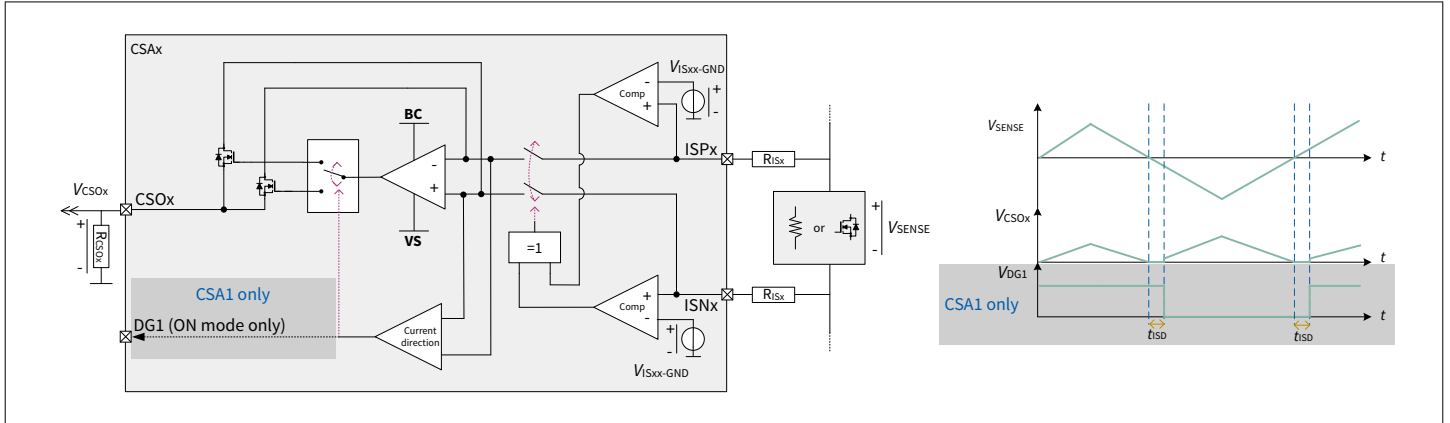 CSAx
VISxx-GND
Comp
-
+
+
-
BC
ISPx
RISx
-
+
VCSOx
CSOx
+
-
RCSOx
VS
=1
or
+
-
VSENSE
CSA1 only
DG1 (ON mode only)
Current
direction
+
-
Comp
ISNx
RISx
+
-
VISxx-GND
VSENSE
t
VCSOx
t
VDG1
CSA1 only
t
tISD
tISD